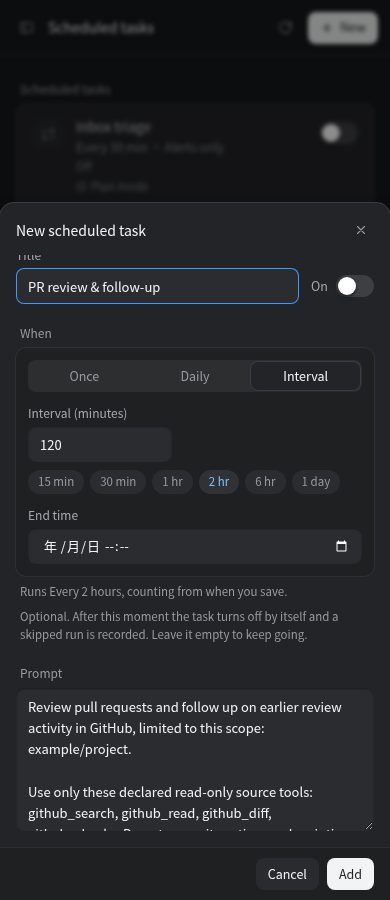 Scheduled tasks
New
Scheduled tasks
Inbox triage
Every 30 min • Alerts only
Off
Plan mode
New scheduled task
Title
PR review & follow-up
On
When
Once
Daily
Interval
Interval (minutes)
120
15 min
30 min
1 hr
2 hr
6 hr
1 day
End time
年 /月/日 --:--
Runs Every 2 hours, counting from when you save.
Optional. After this moment the task turns off by itself and a
skipped run is recorded. Leave it empty to keep going.
Prompt
Review pull requests and follow up on earlier review
activity in GitHub, limited to this scope:
example/project.
Use only these declared read-only source tools:
github_search, github_read, github_diff,
Cancel
Add